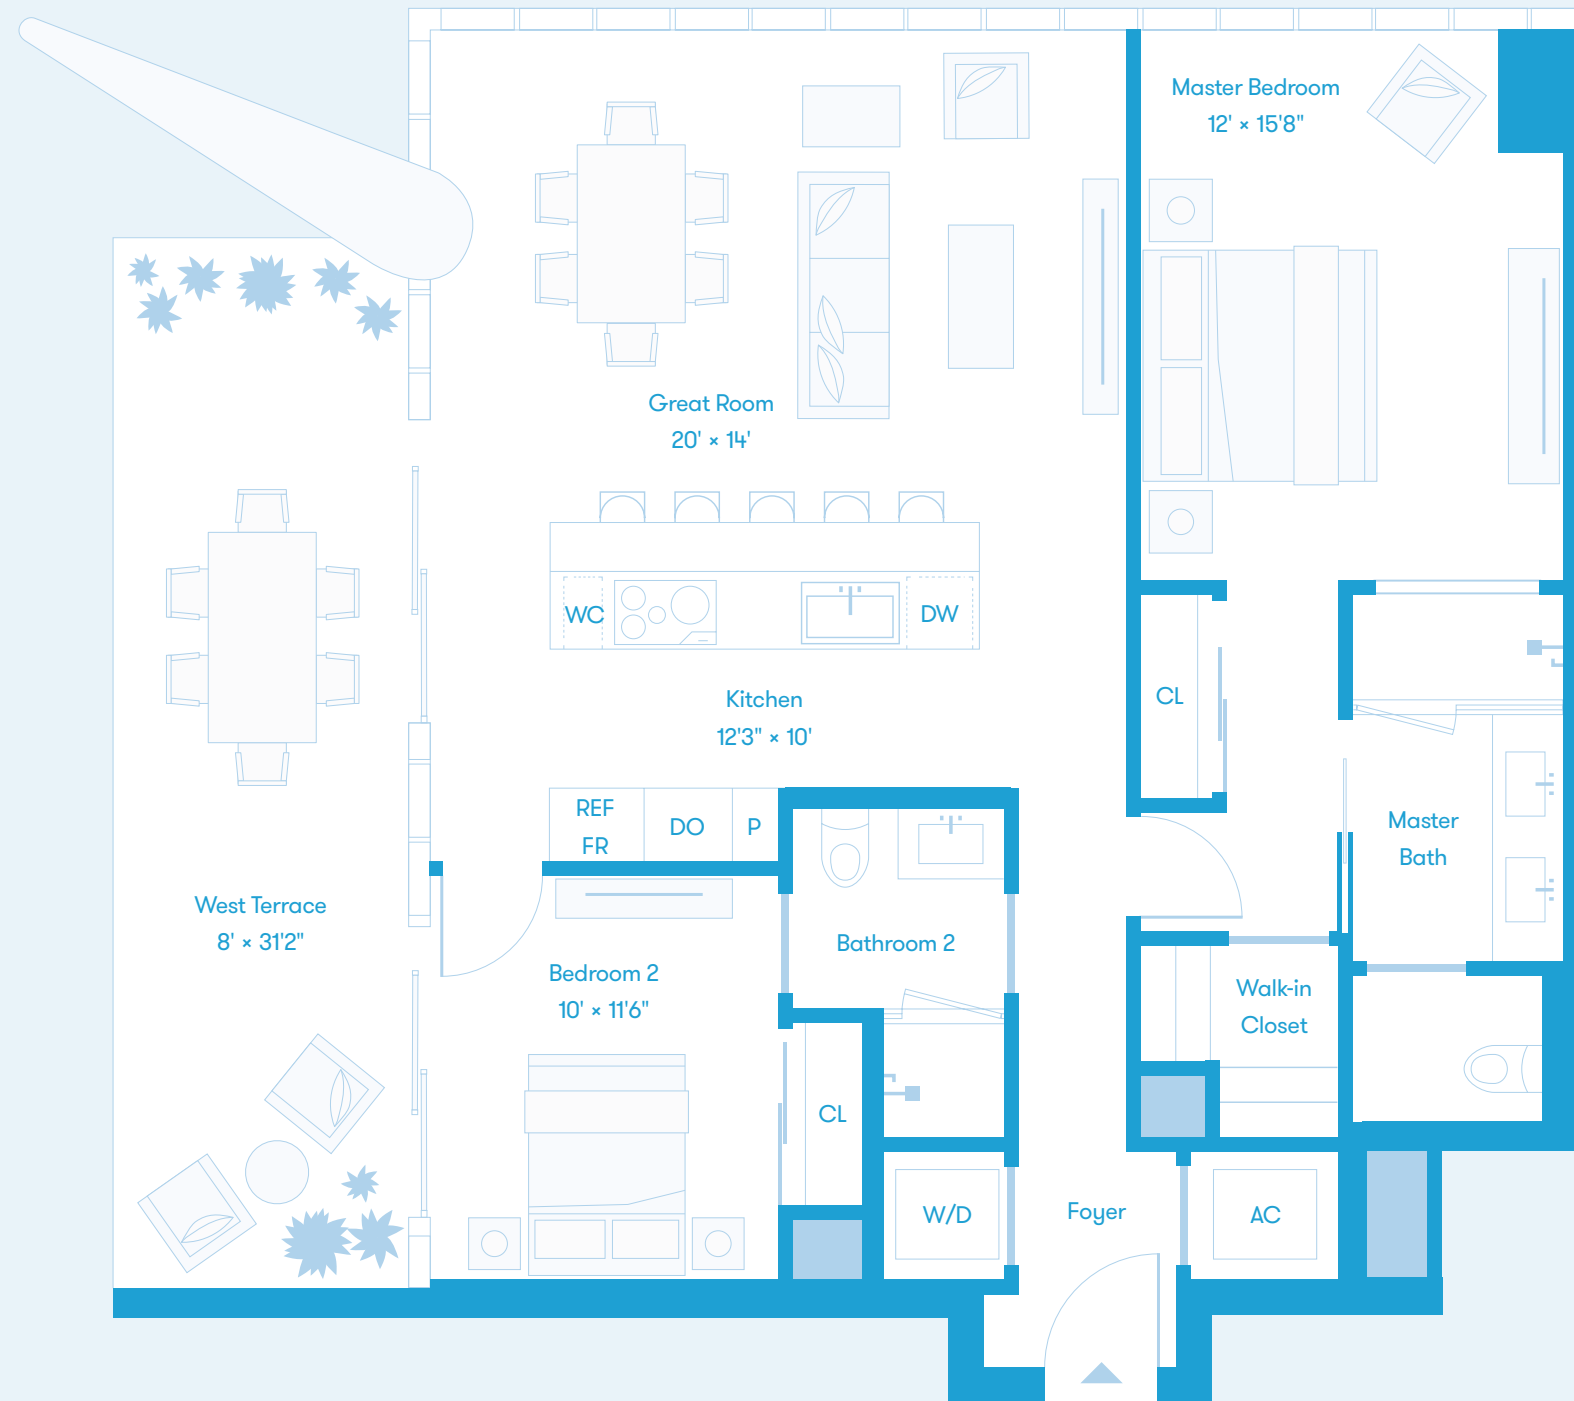 Master Bedroom
12' × 15'8"
Great Room
20' × 14'
WC
DW
Kitchen
12'3" × 10'
CL
REF
FR
DO
P
Master
Bath
West Terrace
8' × 31'2"
Bathroom 2
Bedroom 2
10' × 11'6"
Walk-in
Closet
CL
W/D
Foyer
AC